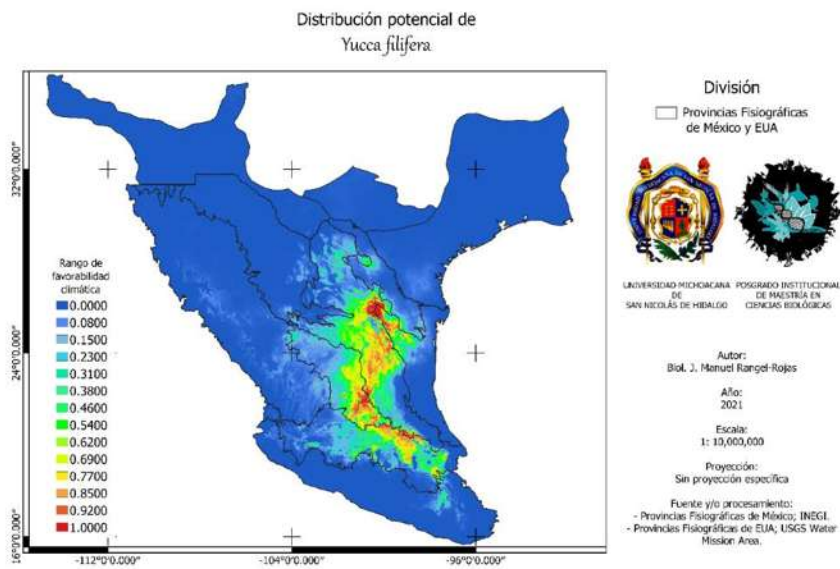 Distribución potencial de
Yucca filifera
32°0'0.000"
24°0'0.000"
16°0'0.000"
-112°0'0.000"
-104°0'0.000"
-96°0'0.000"
Rango de
favorabilidad
climática
0.0000
0.0800
0.1500
0.2300
0.3100
0.3800
0.4600
0.5400
0.6200
0.6900
0.7700
0.8500
0.9200
1.0000
División
Provincias Fisiográficas
de México y EUA
UNIVERSIDAD MICHOACANA
DE
SAN NICOLÁS DE HIDALGO
POSGRADO INSTITUCIONAL
DE MAESTRÍA EN
CIENCIAS BIOLÓGICAS
Autor:
Biol. J. Manuel Rangel-Rojas
Año:
2021
Escala:
1: 10,000,000
Proyección:
Sin proyección especifica
Fuente y/o procesamiento:
- Provincias Fisiográficas de México; INEGI.
- Provincias Fisiográficas de EUA; USGS Water
Mission Area.